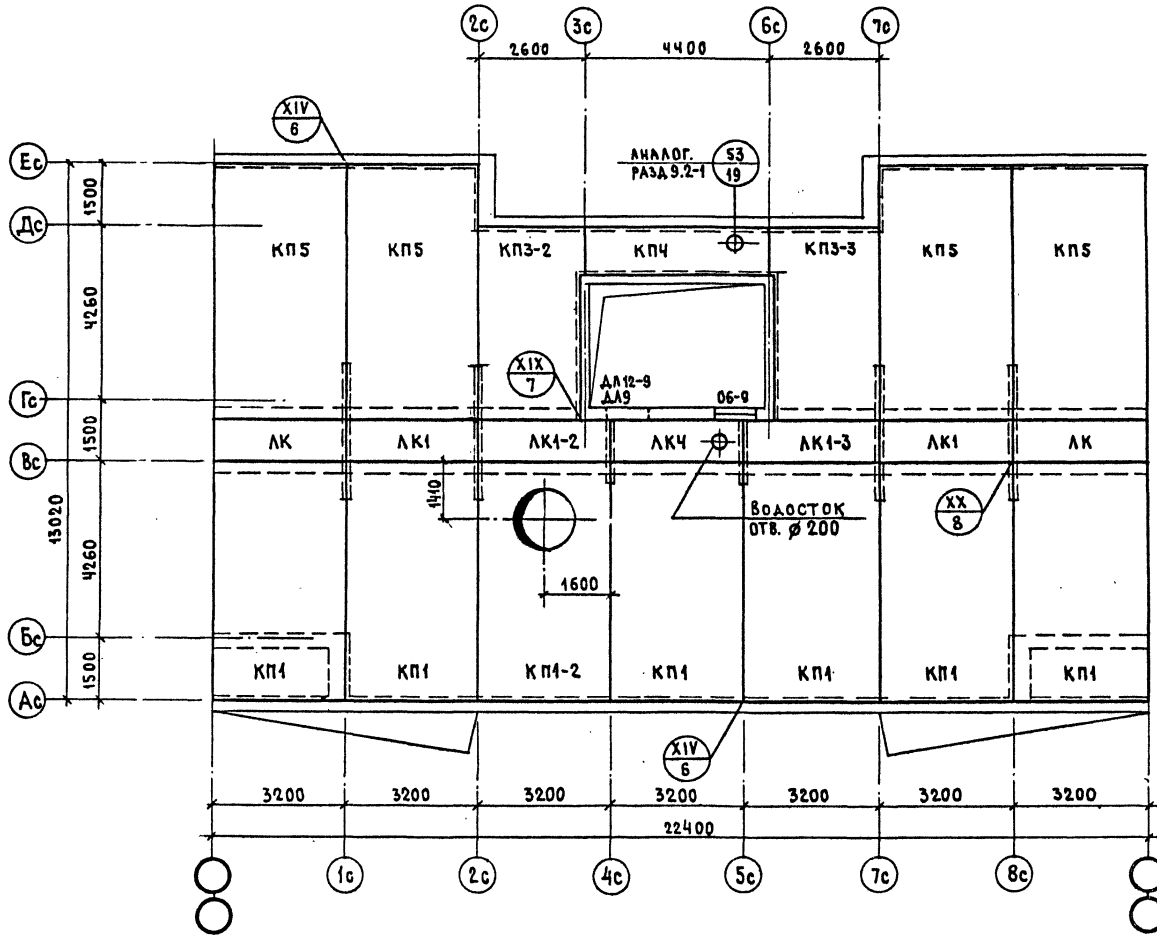 2с
3с
6с
7с
2600
4400
2600
XIV
6
Ес
АНАЛОГ.
РАЗД 9.2-1
53
19
1500
Дс
КП5
КП5
КП3-2
КП4
КП3-3
КП5
КП5
4260
XIX
7
ДЛ12-9
ДЛ9
Об-9
Гс
1500
ЛК
ЛК1
ЛК1-2
ЛК4
ЛК1-3
ЛК1
ЛК
Вс
1410
13020
ВОДОСТОК
ОТВ. Ø 200
XX
8
4260
1600
Бс
1500
КП1
КП1
КП1-2
КП1
КП1
КП1
КП1
Ас
XIV
6
3200
3200
3200
3200
3200
3200
3200
22400
1с
2с
4с
5с
7с
8с